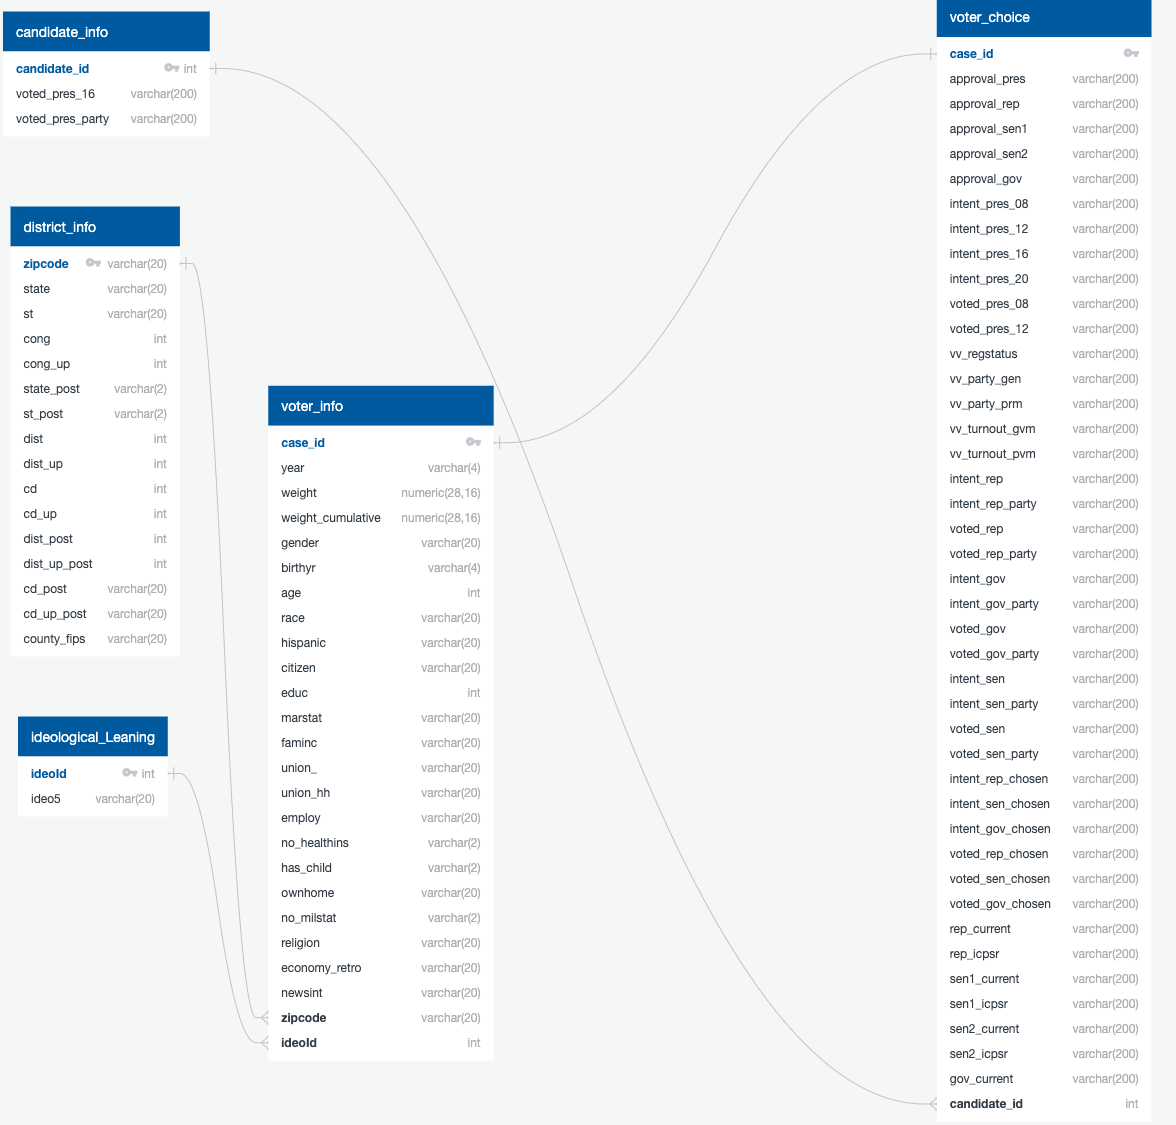 candidate_info
candidate_id int
voted_pres_16 varchar(200)
voted_pres_party varchar(200)
district_info
zipcode varchar(20)
state varchar(20)
st varchar(20)
cong int
cong_up int
state_post varchar(2)
st_post varchar(2)
dist int
dist_up int
cd int
cd_up int
dist_post int
dist_up_post int
cd_post varchar(20)
cd_up_post varchar(20)
county_fips varchar(20)
ideological_Leaning
ideoId int
ideo5 varchar(20)
voter_info
case_id
year varchar(4)
weight numeric(28,16)
weight_cumulative numeric(28,16)
gender varchar(20)
birthyr varchar(4)
age int
race varchar(20)
hispanic varchar(20)
citizen varchar(20)
educ int
marstat varchar(20)
faminc varchar(20)
union_ varchar(20)
union_hh varchar(20)
employ varchar(20)
no_healthins varchar(2)
has_child varchar(2)
ownhome varchar(20)
no_milstat varchar(2)
religion varchar(20)
economy_retro varchar(20)
newsint varchar(20)
zipcode varchar(20)
ideoId int
voter_choice
case_id
approval_pres varchar(200)
approval_rep varchar(200)
approval_sen1 varchar(200)
approval_sen2 varchar(200)
approval_gov varchar(200)
intent_pres_08 varchar(200)
intent_pres_12 varchar(200)
intent_pres_16 varchar(200)
intent_pres_20 varchar(200)
voted_pres_08 varchar(200)
voted_pres_12 varchar(200)
vv_regstatus varchar(200)
vv_party_gen varchar(200)
vv_party_prm varchar(200)
vv_turnout_gvm varchar(200)
vv_turnout_pvm varchar(200)
intent_rep varchar(200)
intent_rep_party varchar(200)
voted_rep varchar(200)
voted_rep_party varchar(200)
intent_gov varchar(200)
intent_gov_party varchar(200)
voted_gov varchar(200)
voted_gov_party varchar(200)
intent_sen varchar(200)
intent_sen_party varchar(200)
voted_sen varchar(200)
voted_sen_party varchar(200)
intent_rep_chosen varchar(200)
intent_sen_chosen varchar(200)
intent_gov_chosen varchar(200)
voted_rep_chosen varchar(200)
voted_sen_chosen varchar(200)
voted_gov_chosen varchar(200)
rep_current varchar(200)
rep_icpsr varchar(200)
sen1_current varchar(200)
sen1_icpsr varchar(200)
sen2_current varchar(200)
sen2_icpsr varchar(200)
gov_current varchar(200)
candidate_id int